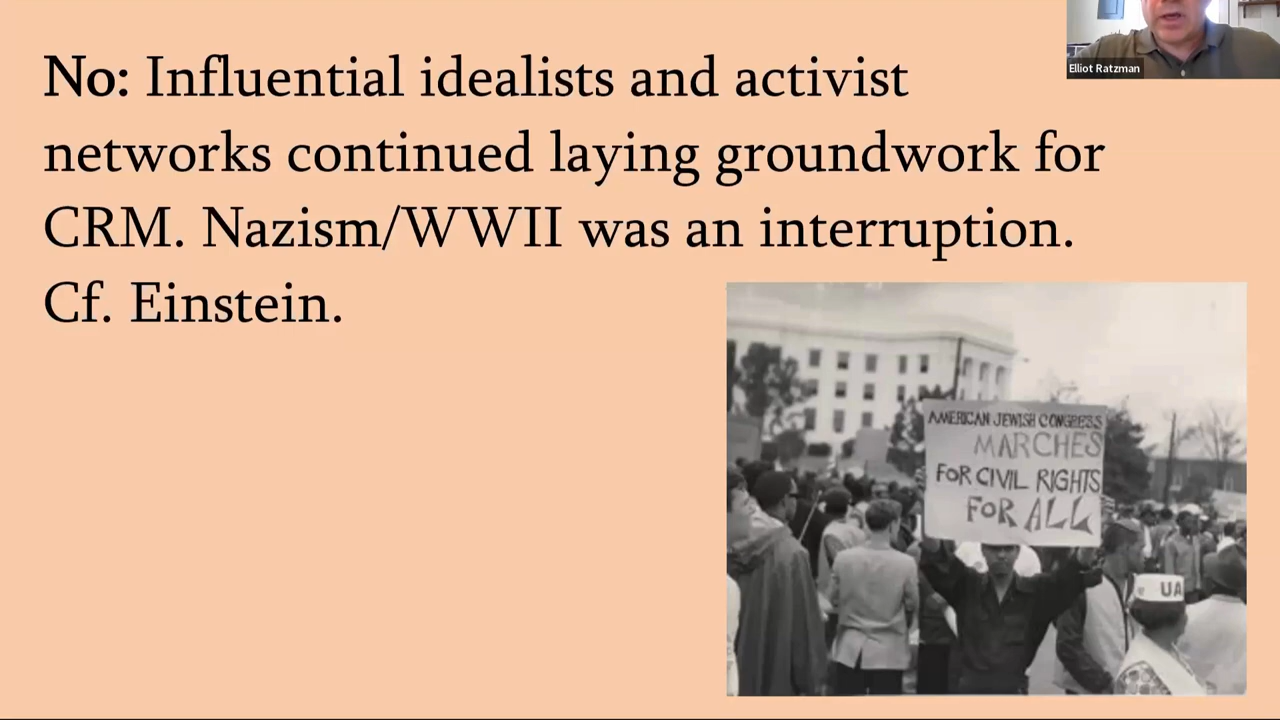 No: Influential idealists and activist
networks continued laying groundwork for
CRM. Nazism/WWII was an interruption.
Cf. Einstein.
Elliot Ratzman
AMERICAN JEWISH CONGRESS
MARCHES
FOR CIVIL RIGHTS
FOR ALL
UA